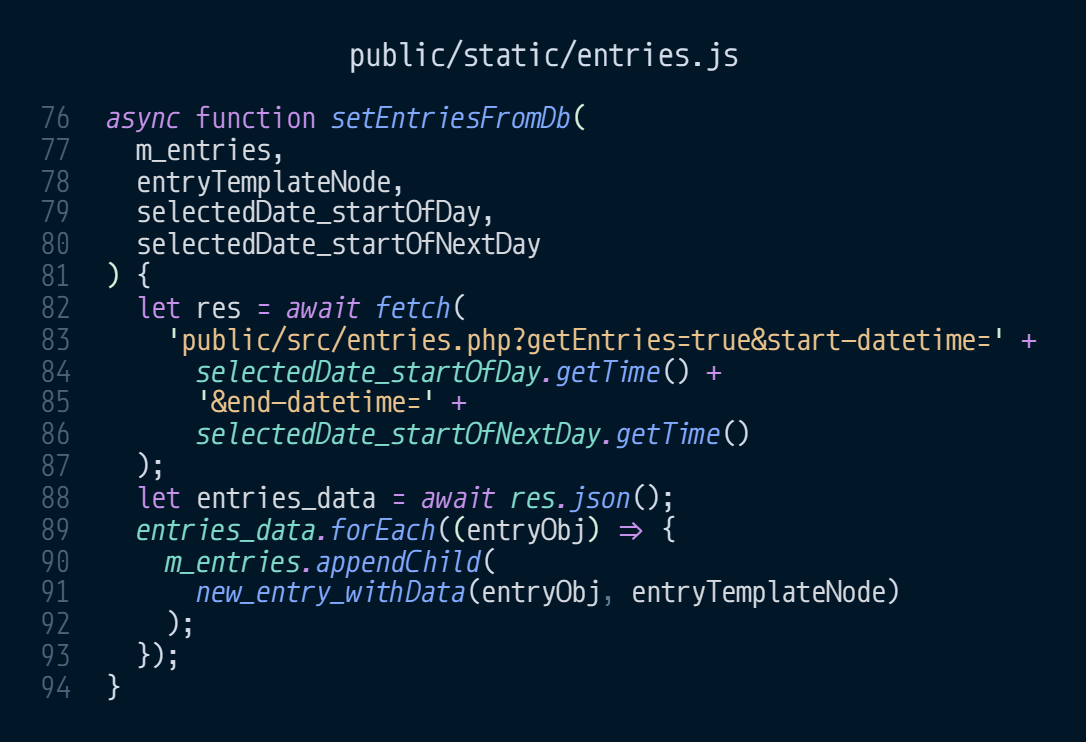 public/static/entries.js
76 async function setEntriesFromDb(
77   m_entries,
78   entryTemplateNode,
79   selectedDate_startOfDay,
80   selectedDate_startOfNextDay
81 ) {
82   let res = await fetch(
83     'public/src/entries.php?getEntries=true&start-datetime=' +
84       selectedDate_startOfDay.getTime() +
85       '&end-datetime=' +
86       selectedDate_startOfNextDay.getTime()
87   );
88   let entries_data = await res.json();
89   entries_data.forEach((entryObj) => {
90     m_entries.appendChild(
91       new_entry_withData(entryObj, entryTemplateNode)
92     );
93   });
94 }